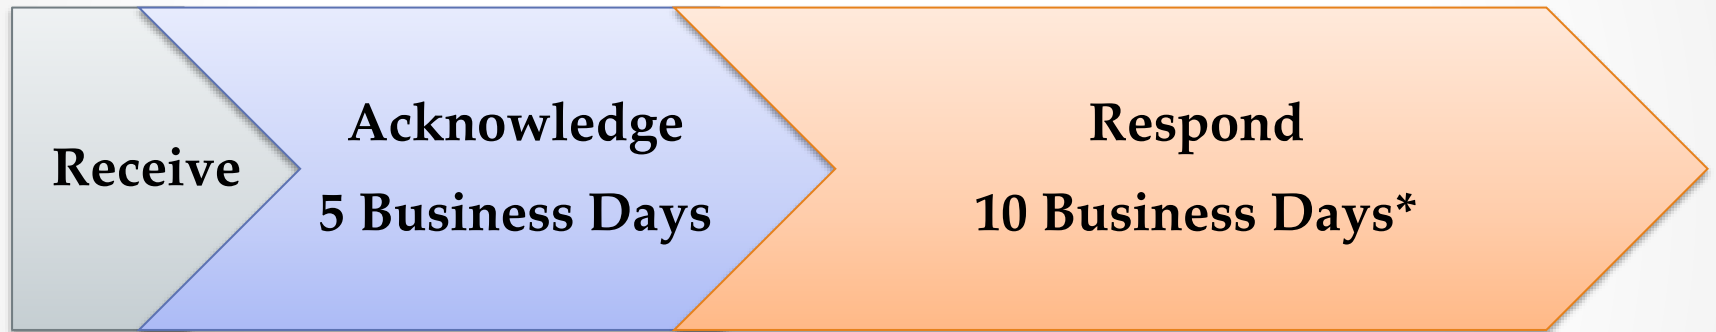 Receive
Acknowledge
5 Business Days
Respond
10 Business Days*